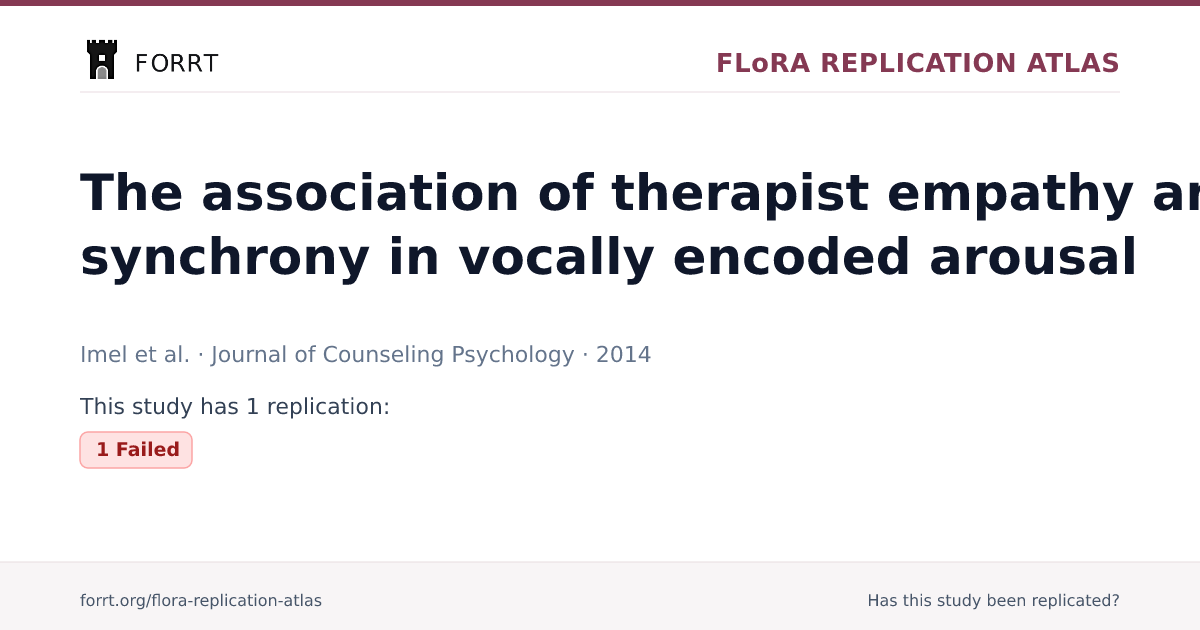 FORRT
FLoRA REPLICATION ATLAS
The association of therapist empathy
synchrony in vocally encoded arousal
Imel et al. · Journal of Counseling Psychology · 2014
This study has 1 replication:
1 Failed
forrt.org/flora-replication-atlas
Has this study been replicated?